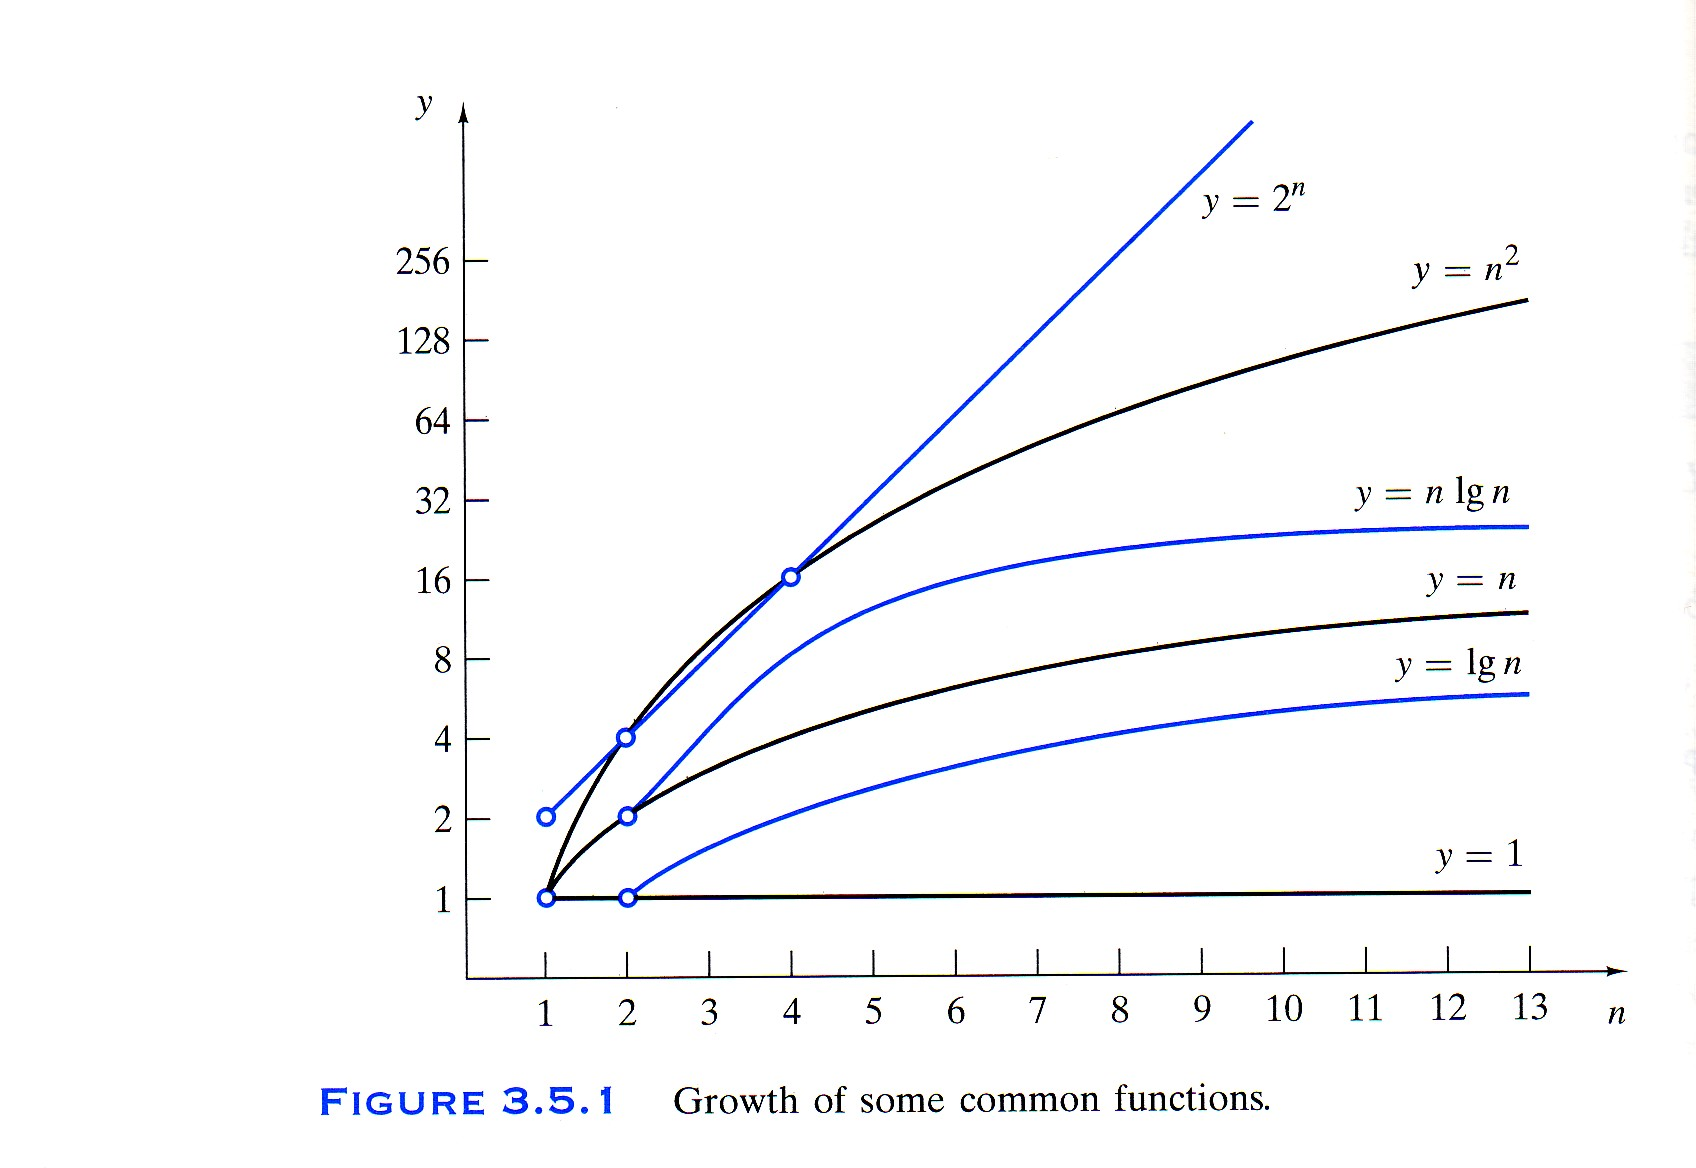 y
y = 2ⁿ
256
y = n²
128
64
32
y = n lg n
16
y = n
8
y = lg n
4
2
y = 1
1
1 2 3 4 5 6 7 8 9 10 11 12 13 n
FIGURE 3.5.1 Growth of some common functions.